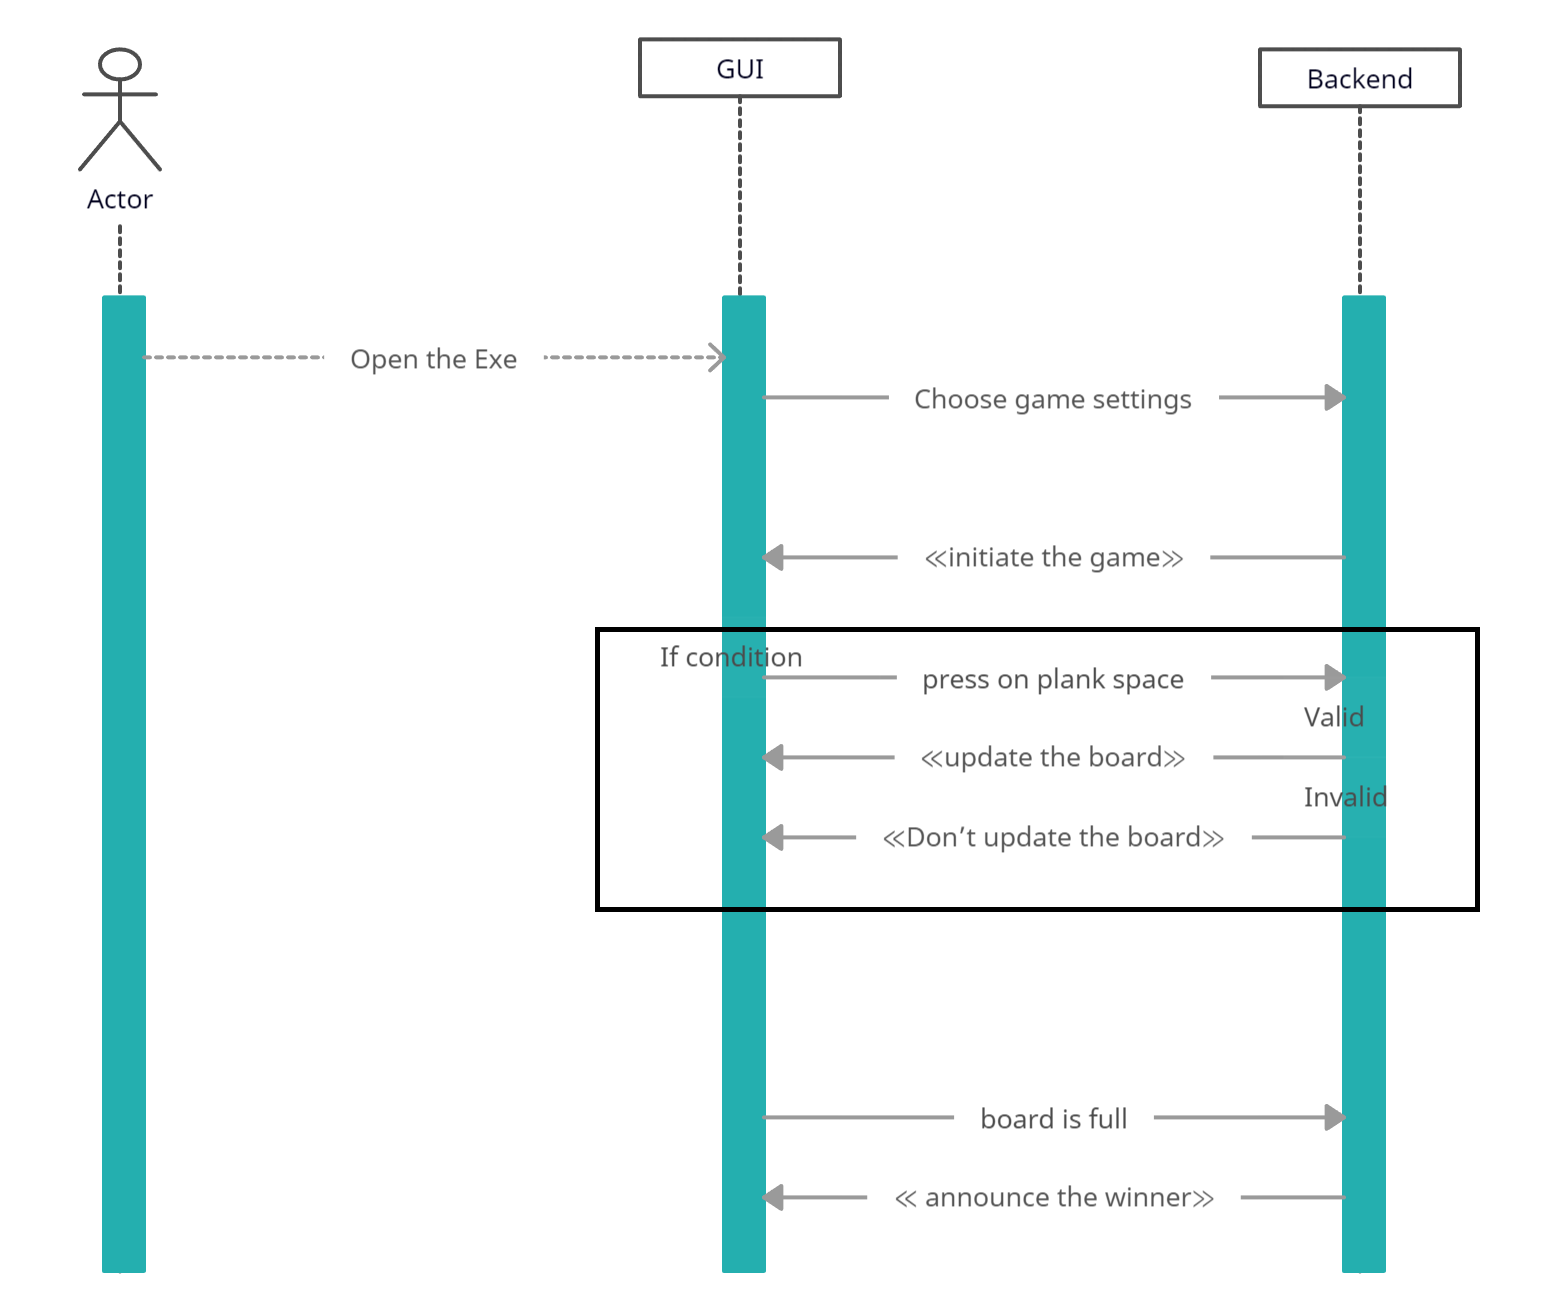 GUI
Backend
Actor
Open the Exe
Choose game settings
≪initiate the game≫
If condition
press on plank space
Valid
≪update the board≫
Invalid
≪Don’t update the board≫
board is full
≪ announce the winner≫